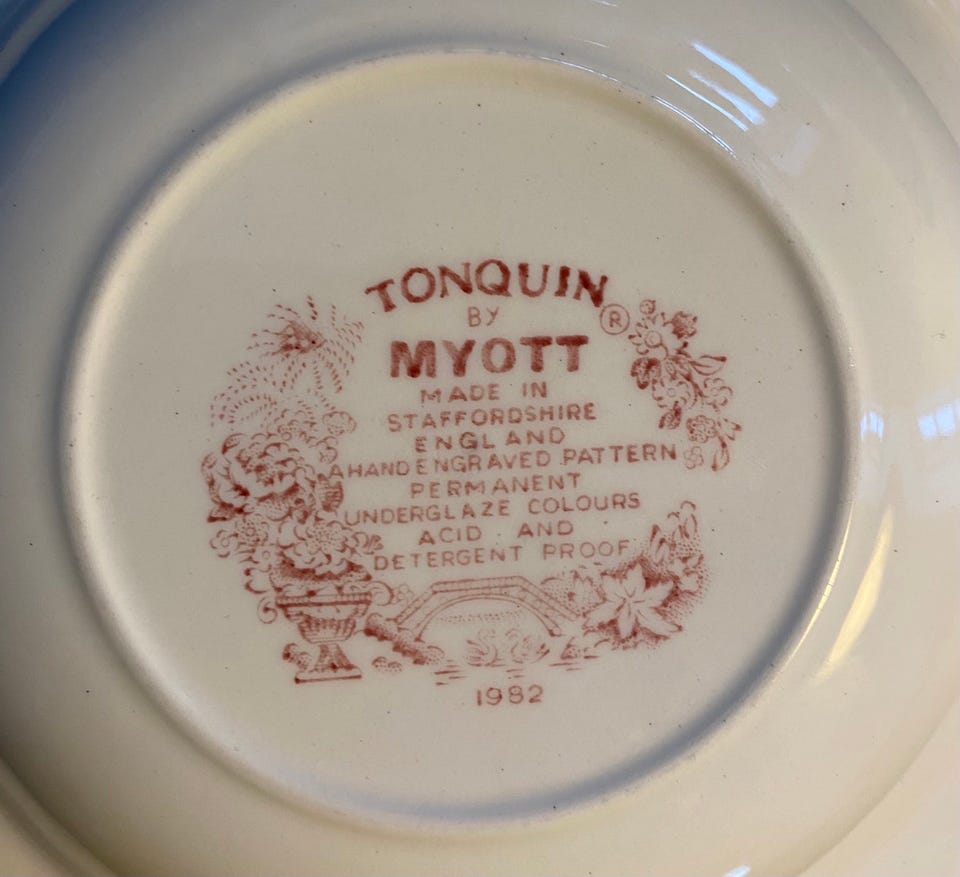 TONQUIN ®
BY
MYOTT
MADE IN
STAFFORDSHIRE
ENGLAND
A HAND ENGRAVED PATTERN
PERMANENT
UNDERGLAZE COLOURS
ACID AND
DETERGENT PROOF
1982